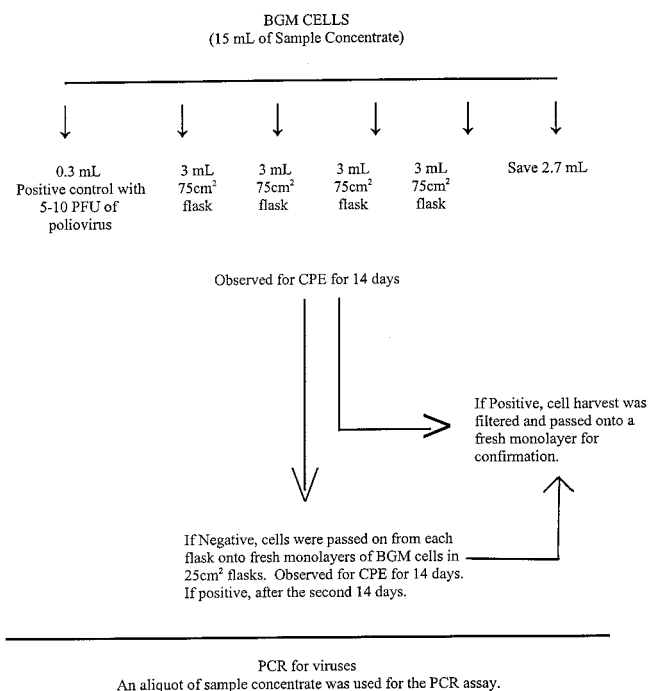 BGM CELLS
(15 mL of Sample Concentrate)
0.3 mL
Positive control with
5-10 PFU of
poliovirus
3 mL
75cm²
flask
3 mL
75cm²
flask
3 mL
75cm²
flask
3 mL
75cm²
flask
Save 2.7 mL
Observed for CPE for 14 days
If Positive, cell harvest was
filtered and passed onto a
fresh monolayer for
confirmation.
If Negative, cells were passed on from each
flask onto fresh monolayers of BGM cells in
25cm² flasks. Observed for CPE for 14 days.
If positive, after the second 14 days.
PCR for viruses
An aliquot of sample concentrate was used for the PCR assay.